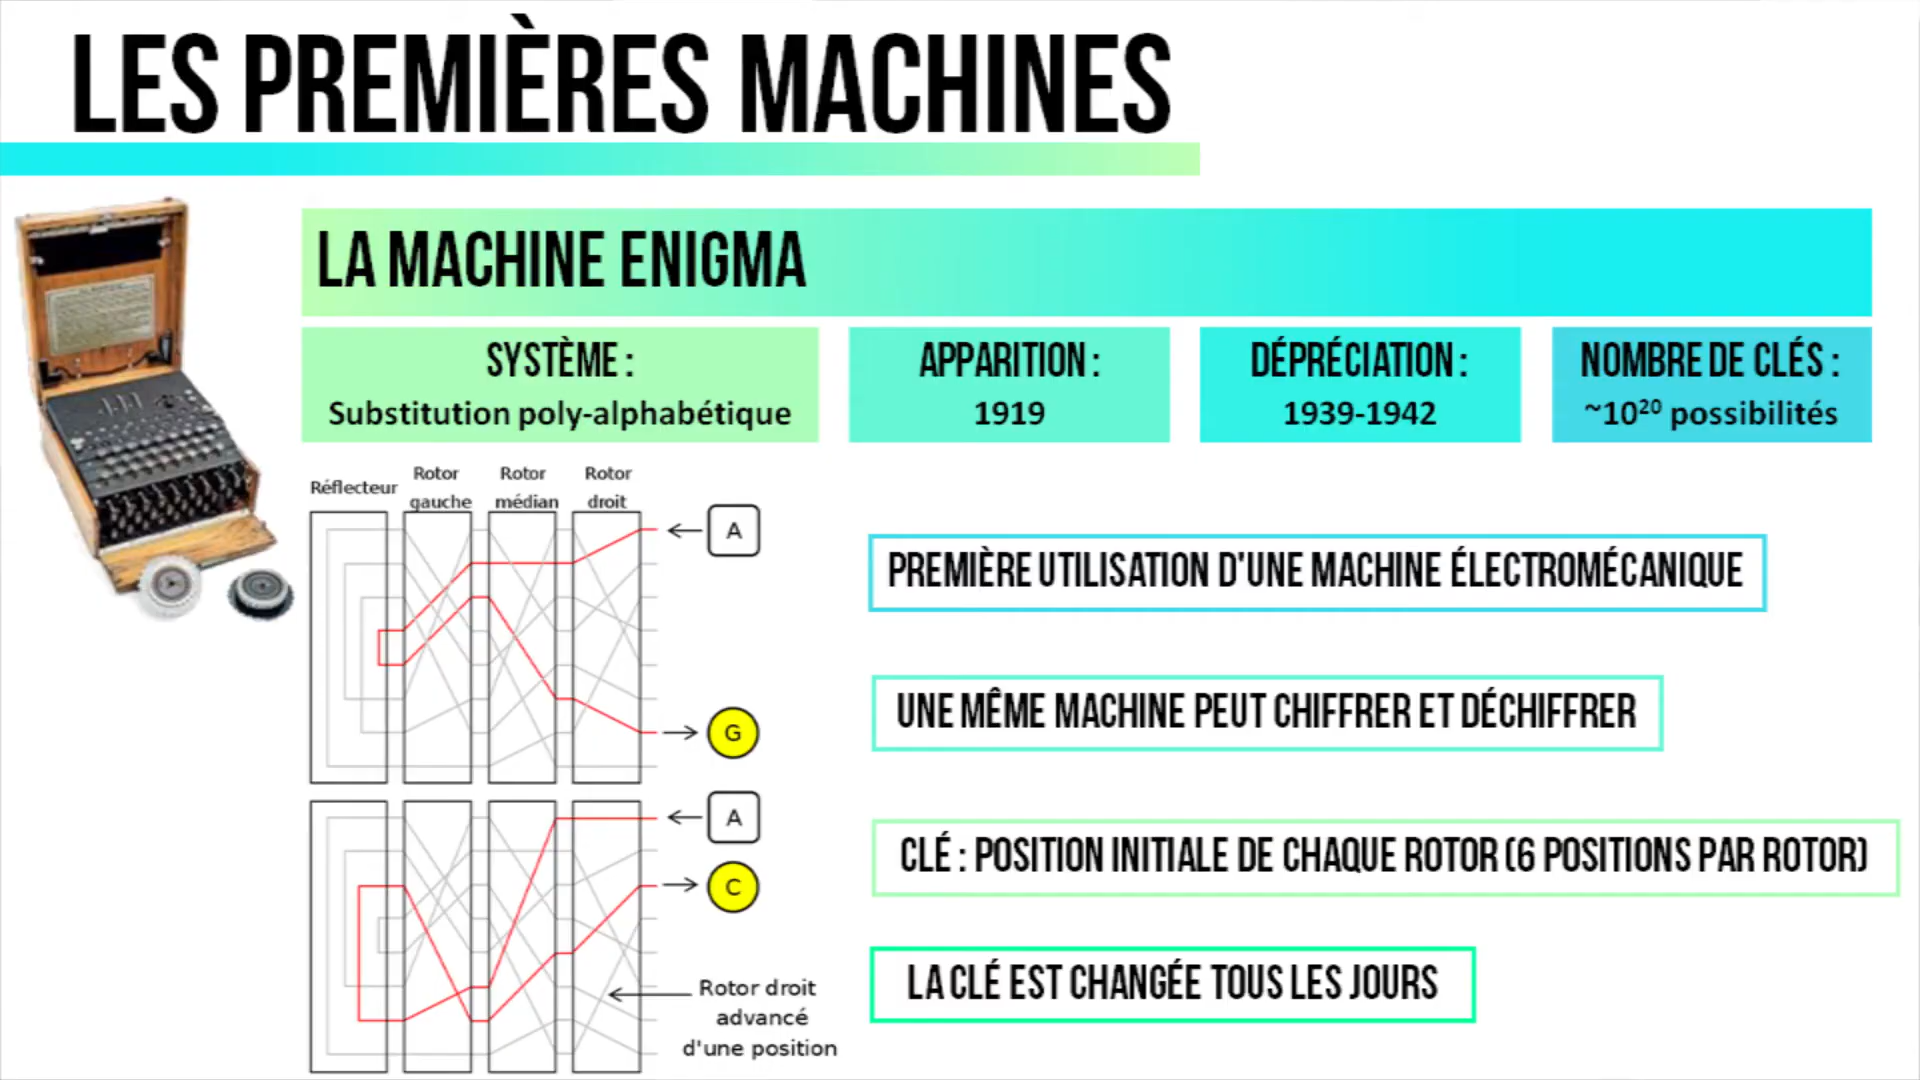 LES PREMIÈRES MACHINES
LA MACHINE ENIGMA
SYSTÈME :
Substitution poly-alphabétique
APPARITION :
1919
DÉPRÉCIATION :
1939-1942
NOMBRE DE CLÉS :
~10²⁰ possibilités
Réflecteur
Rotor
gauche
Rotor
médian
Rotor
droit
A
G
A
C
Rotor droit
advancé
d'une position
PREMIÈRE UTILISATION D'UNE MACHINE ÉLECTROMÉCANIQUE
UNE MÊME MACHINE PEUT CHIFFRER ET DÉCHIFFRER
CLÉ : POSITION INITIALE DE CHAQUE ROTOR (6 POSITIONS PAR ROTOR)
LA CLÉ EST CHANGÉE TOUS LES JOURS